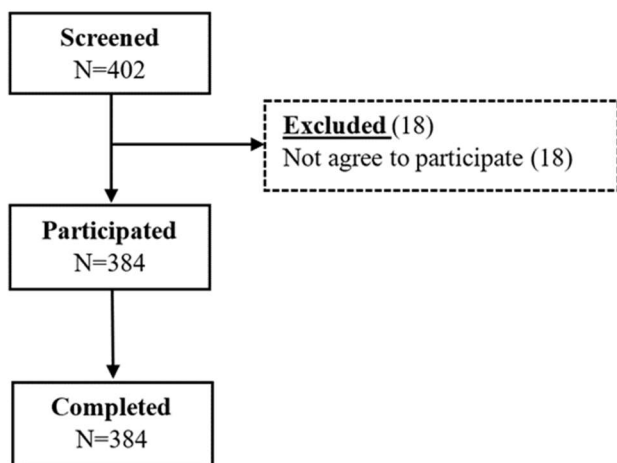 Screened
N=402
Excluded (18)
Not agree to participate (18)
Participated
N=384
Completed
N=384